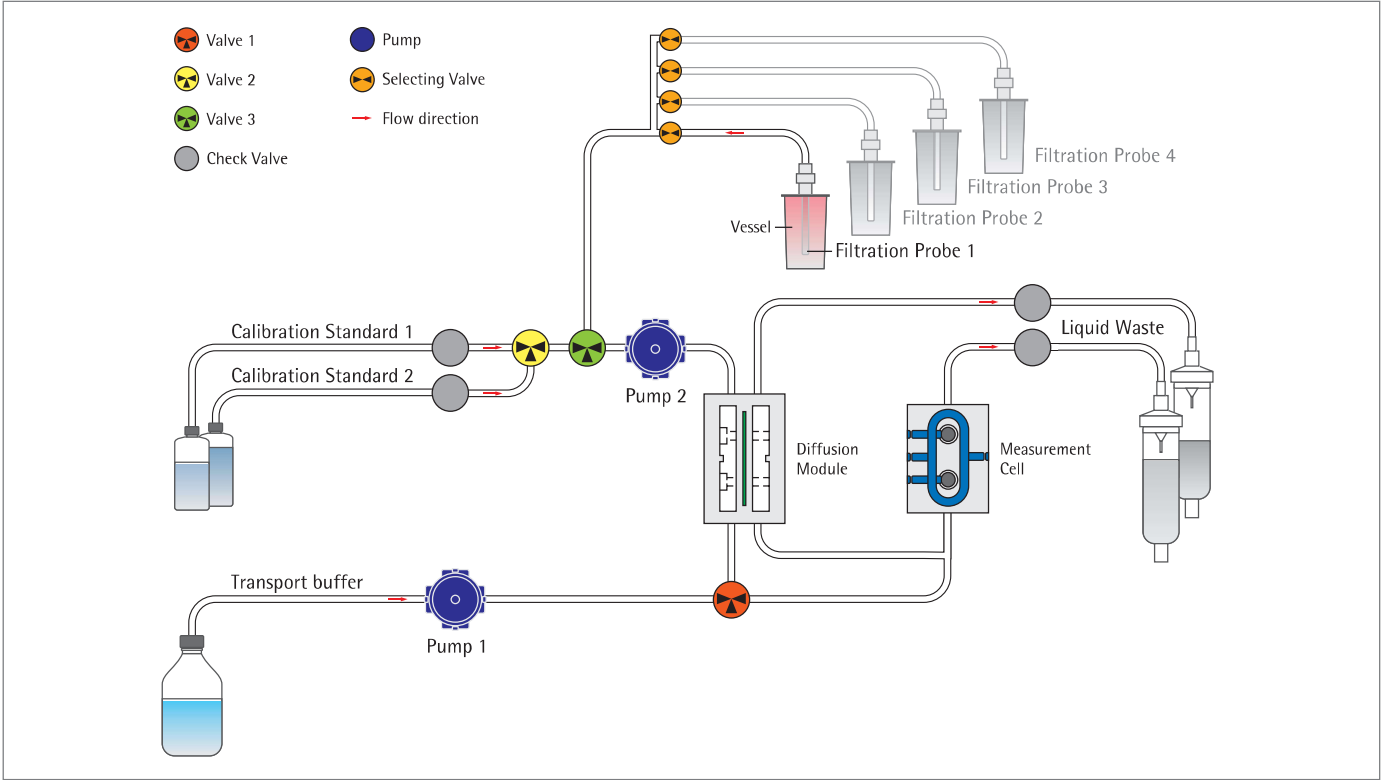 Valve 1
Pump
Valve 2
Selecting Valve
Valve 3
Flow direction
Check Valve
Filtration Probe 4
Filtration Probe 3
Filtration Probe 2
Vessel
Filtration Probe 1
Calibration Standard 1
Liquid Waste
Calibration Standard 2
Pump 2
Diffusion
Module
Measurement
Cell
Transport buffer
Pump 1